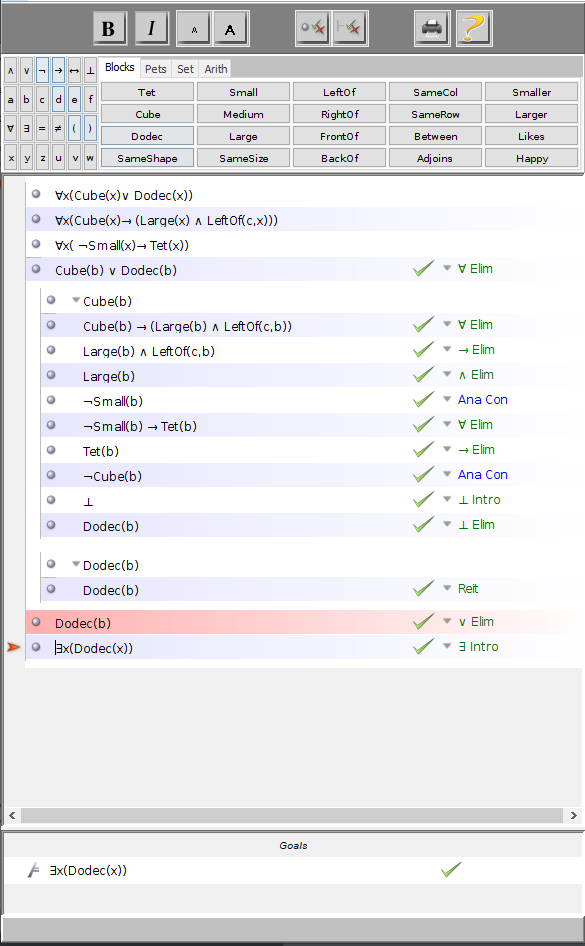 B I A A
∧ ∨ ¬ → ↔ ⊥
a b c d e f
∀ ∃ = ≠ ( )
x y z u v w
Blocks Pets Set Arith
Tet Small LeftOf SameCol Smaller
Cube Medium RightOf SameRow Larger
Dodec Large FrontOf Between Likes
SameShape SameSize BackOf Adjoins Happy
∀x(Cube(x)∨ Dodec(x))
∀x(Cube(x)→ (Large(x) ∧ LeftOf(c,x)))
∀x( ¬Small(x)→ Tet(x))
Cube(b) ∨ Dodec(b) ∀ Elim
Cube(b)
Cube(b) → (Large(b) ∧ LeftOf(c,b)) ∀ Elim
Large(b) ∧ LeftOf(c,b) → Elim
Large(b) ∧ Elim
¬Small(b) Ana Con
¬Small(b) → Tet(b) ∀ Elim
Tet(b) → Elim
¬Cube(b) Ana Con
⊥ ⊥ Intro
Dodec(b) ⊥ Elim
Dodec(b)
Dodec(b) Reit
Dodec(b) ∨ Elim
∃x(Dodec(x)) ∃ Intro
Goals
∃x(Dodec(x))